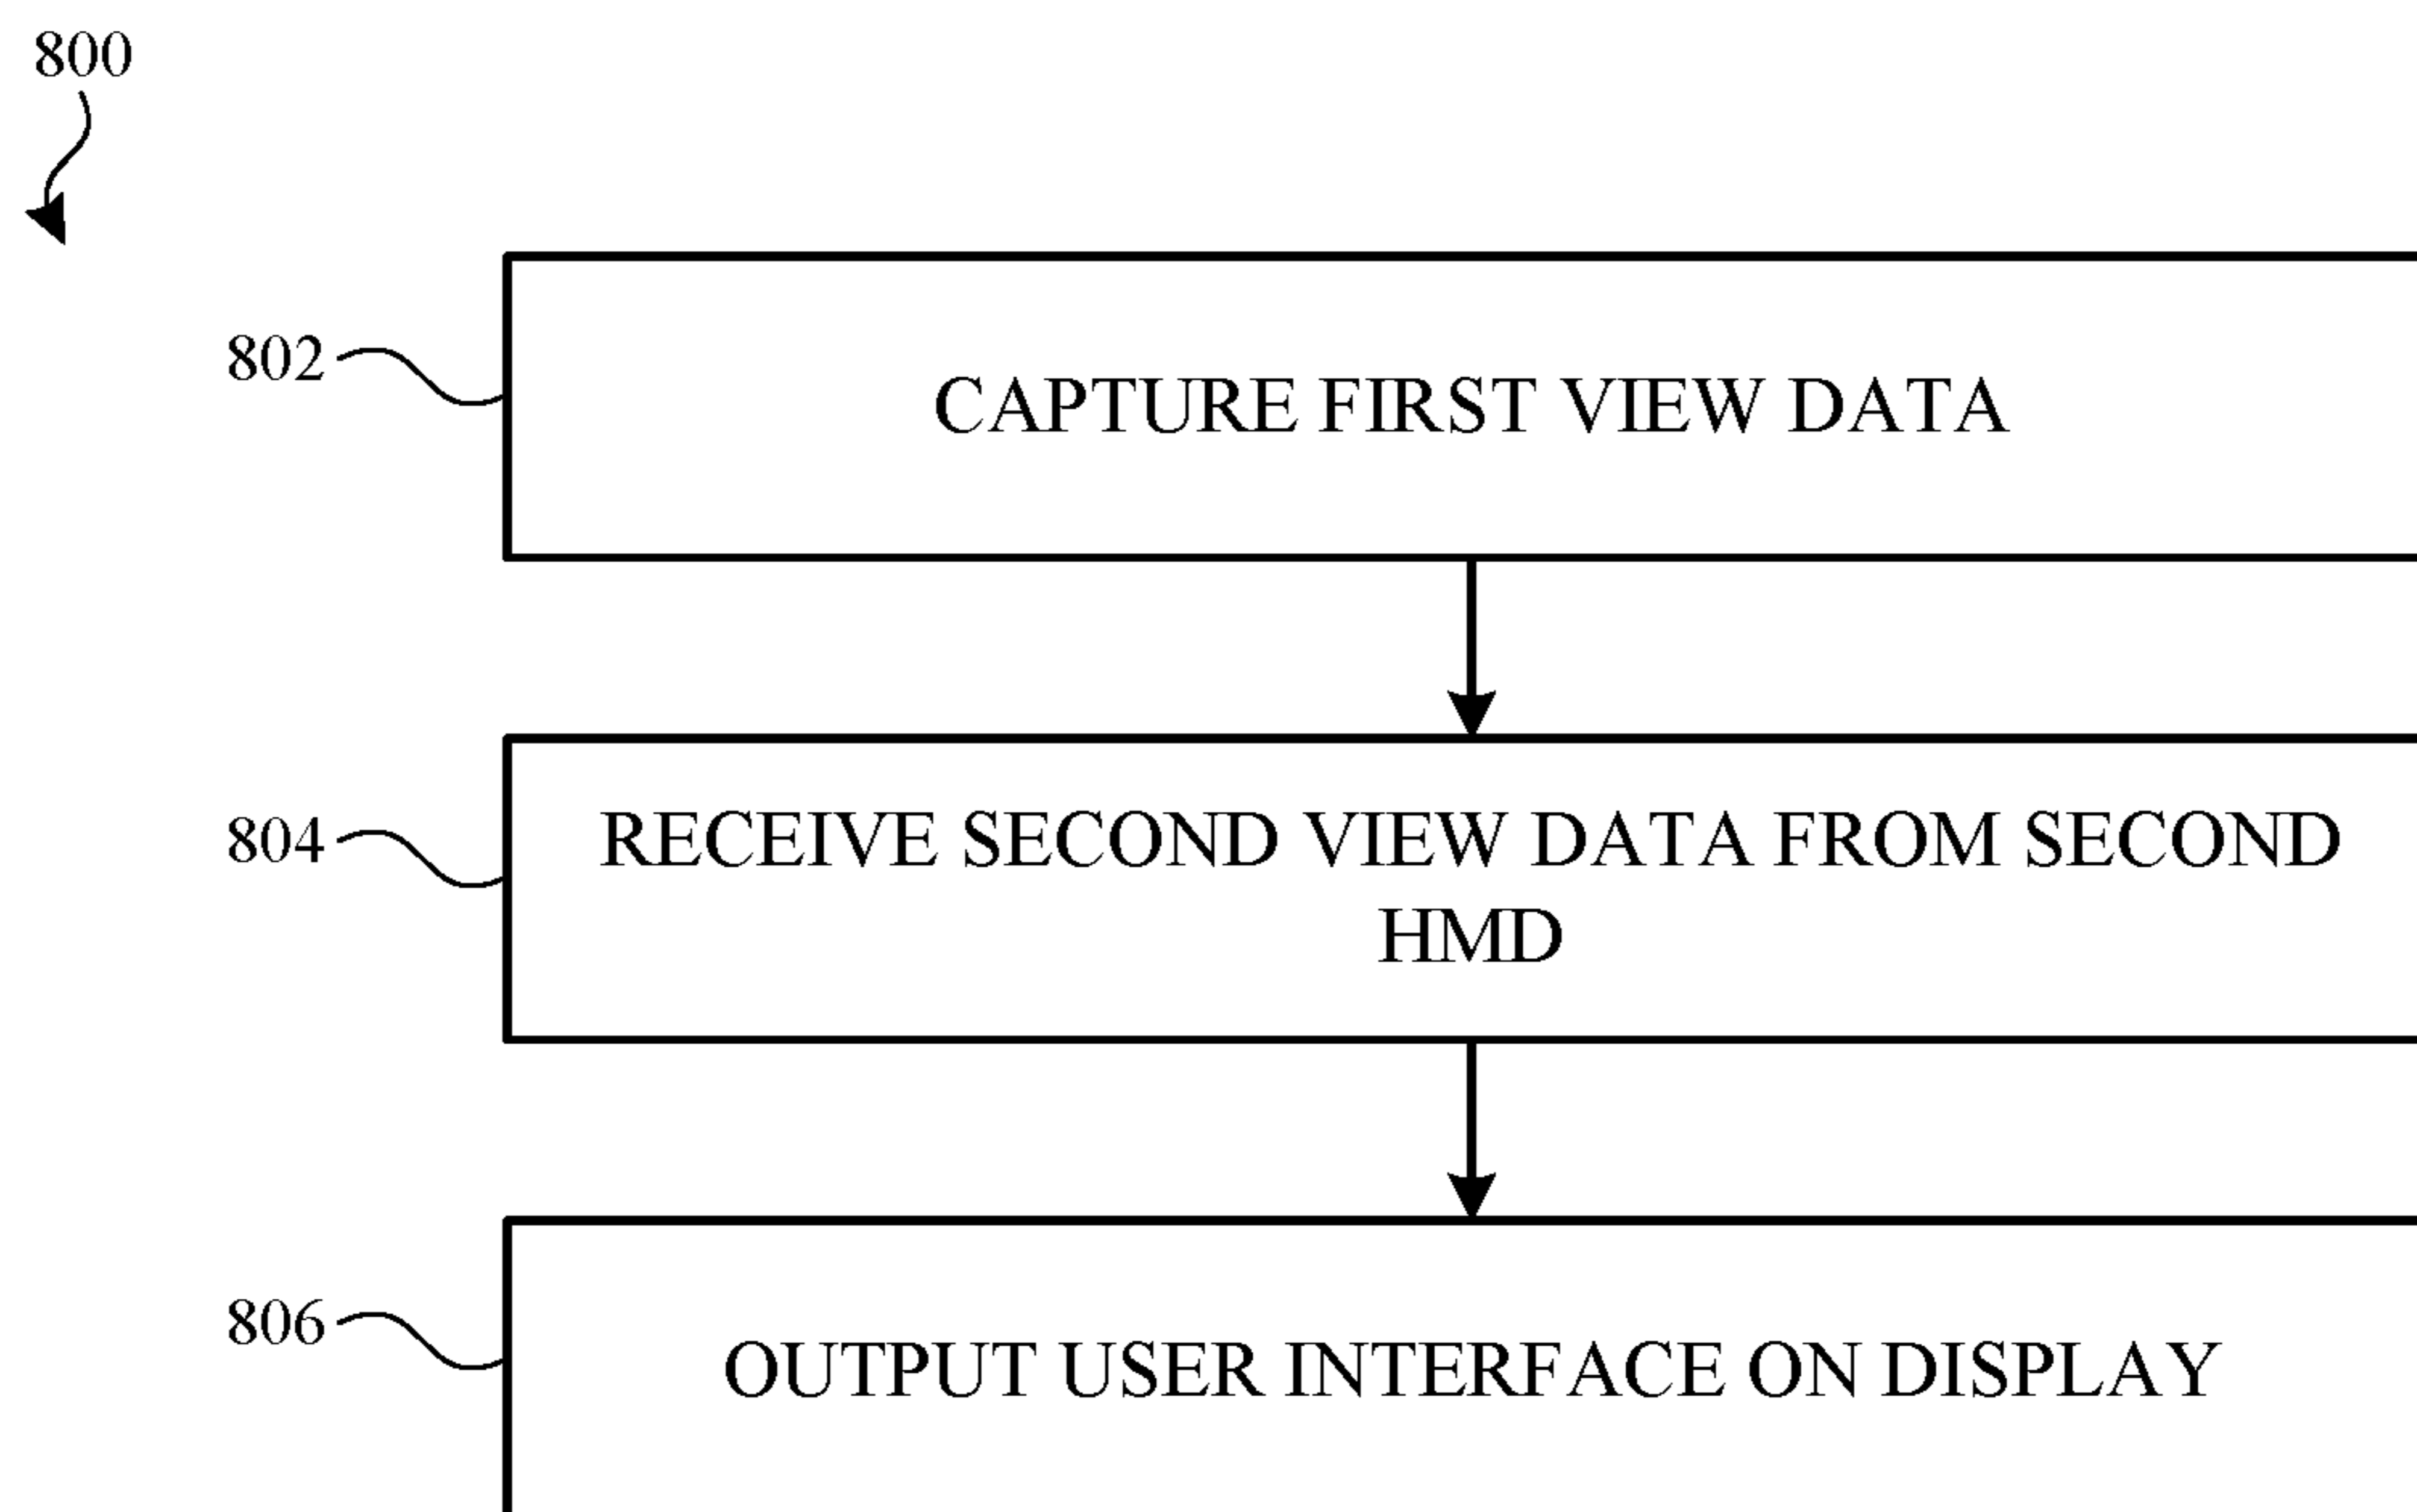 800
802
CAPTURE FIRST VIEW DATA
804
RECEIVE SECOND VIEW DATA FROM SECOND
HMD
806
OUTPUT USER INTERFACE ON DISPLAY